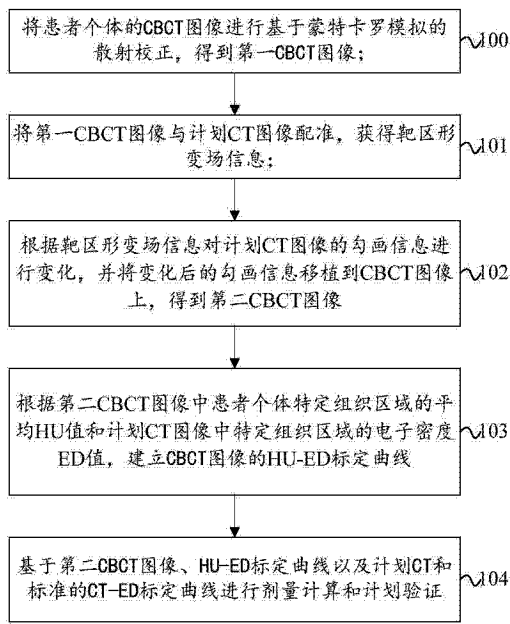 将患者个体的CBCT图像进行基于蒙特卡罗模拟的
散射校正，得到第一CBCT图像；
100
将第一CBCT图像与计划CT图像配准，获得靶区形
变场信息；
101
根据靶区形变场信息对计划CT图像的勾画信息进
行变化，并将变化后的勾画信息移植到CBCT图像
上，得到第二CBCT图像
102
根据第二CBCT图像中患者个体特定组织区域的平
均HU值和计划CT图像中特定组织区域的电子密度
ED值，建立CBCT图像的HU-ED标定曲线
103
基于第二CBCT图像、HU-ED标定曲线以及计划CT和
标准的CT-ED标定曲线进行剂量计算和计划验证
104